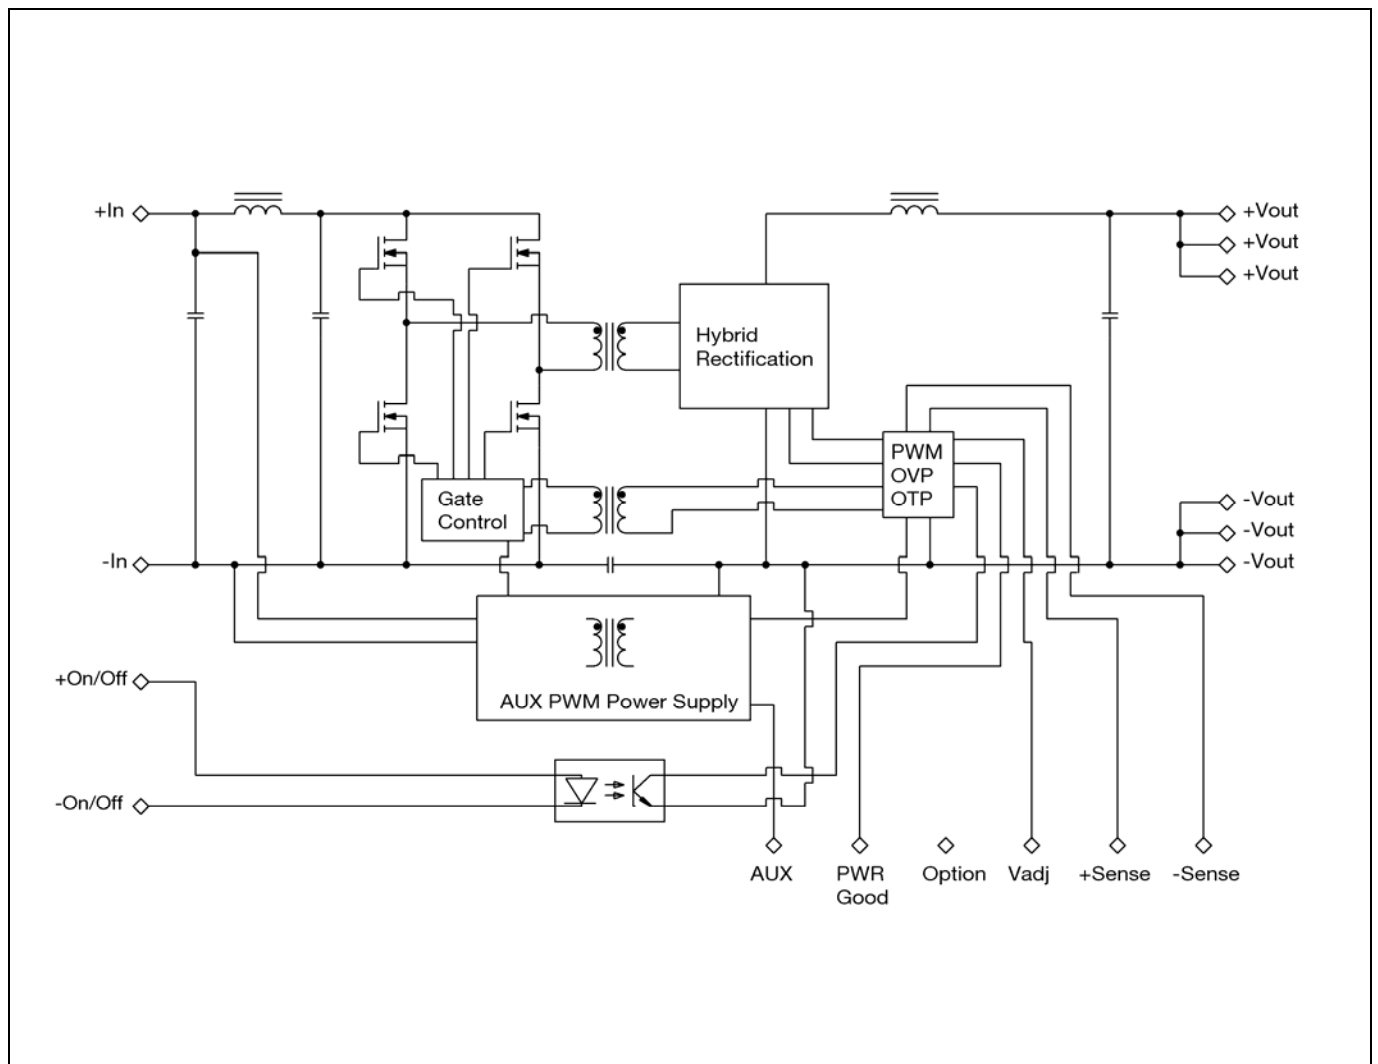 +In
+Vout
+Vout
+Vout
Hybrid
Rectification
PWM
OVP
OTP
Gate
Control
-Vout
-Vout
-Vout
-In
+On/Off
AUX PWM Power Supply
-On/Off
AUX
PWR
Good
Option
Vadj
+Sense
-Sense